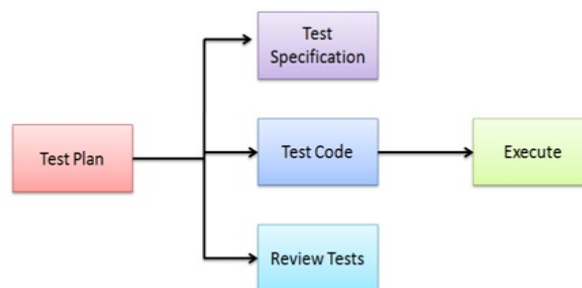 Test
Specification
Test Plan
Test Code
Execute
Review Tests